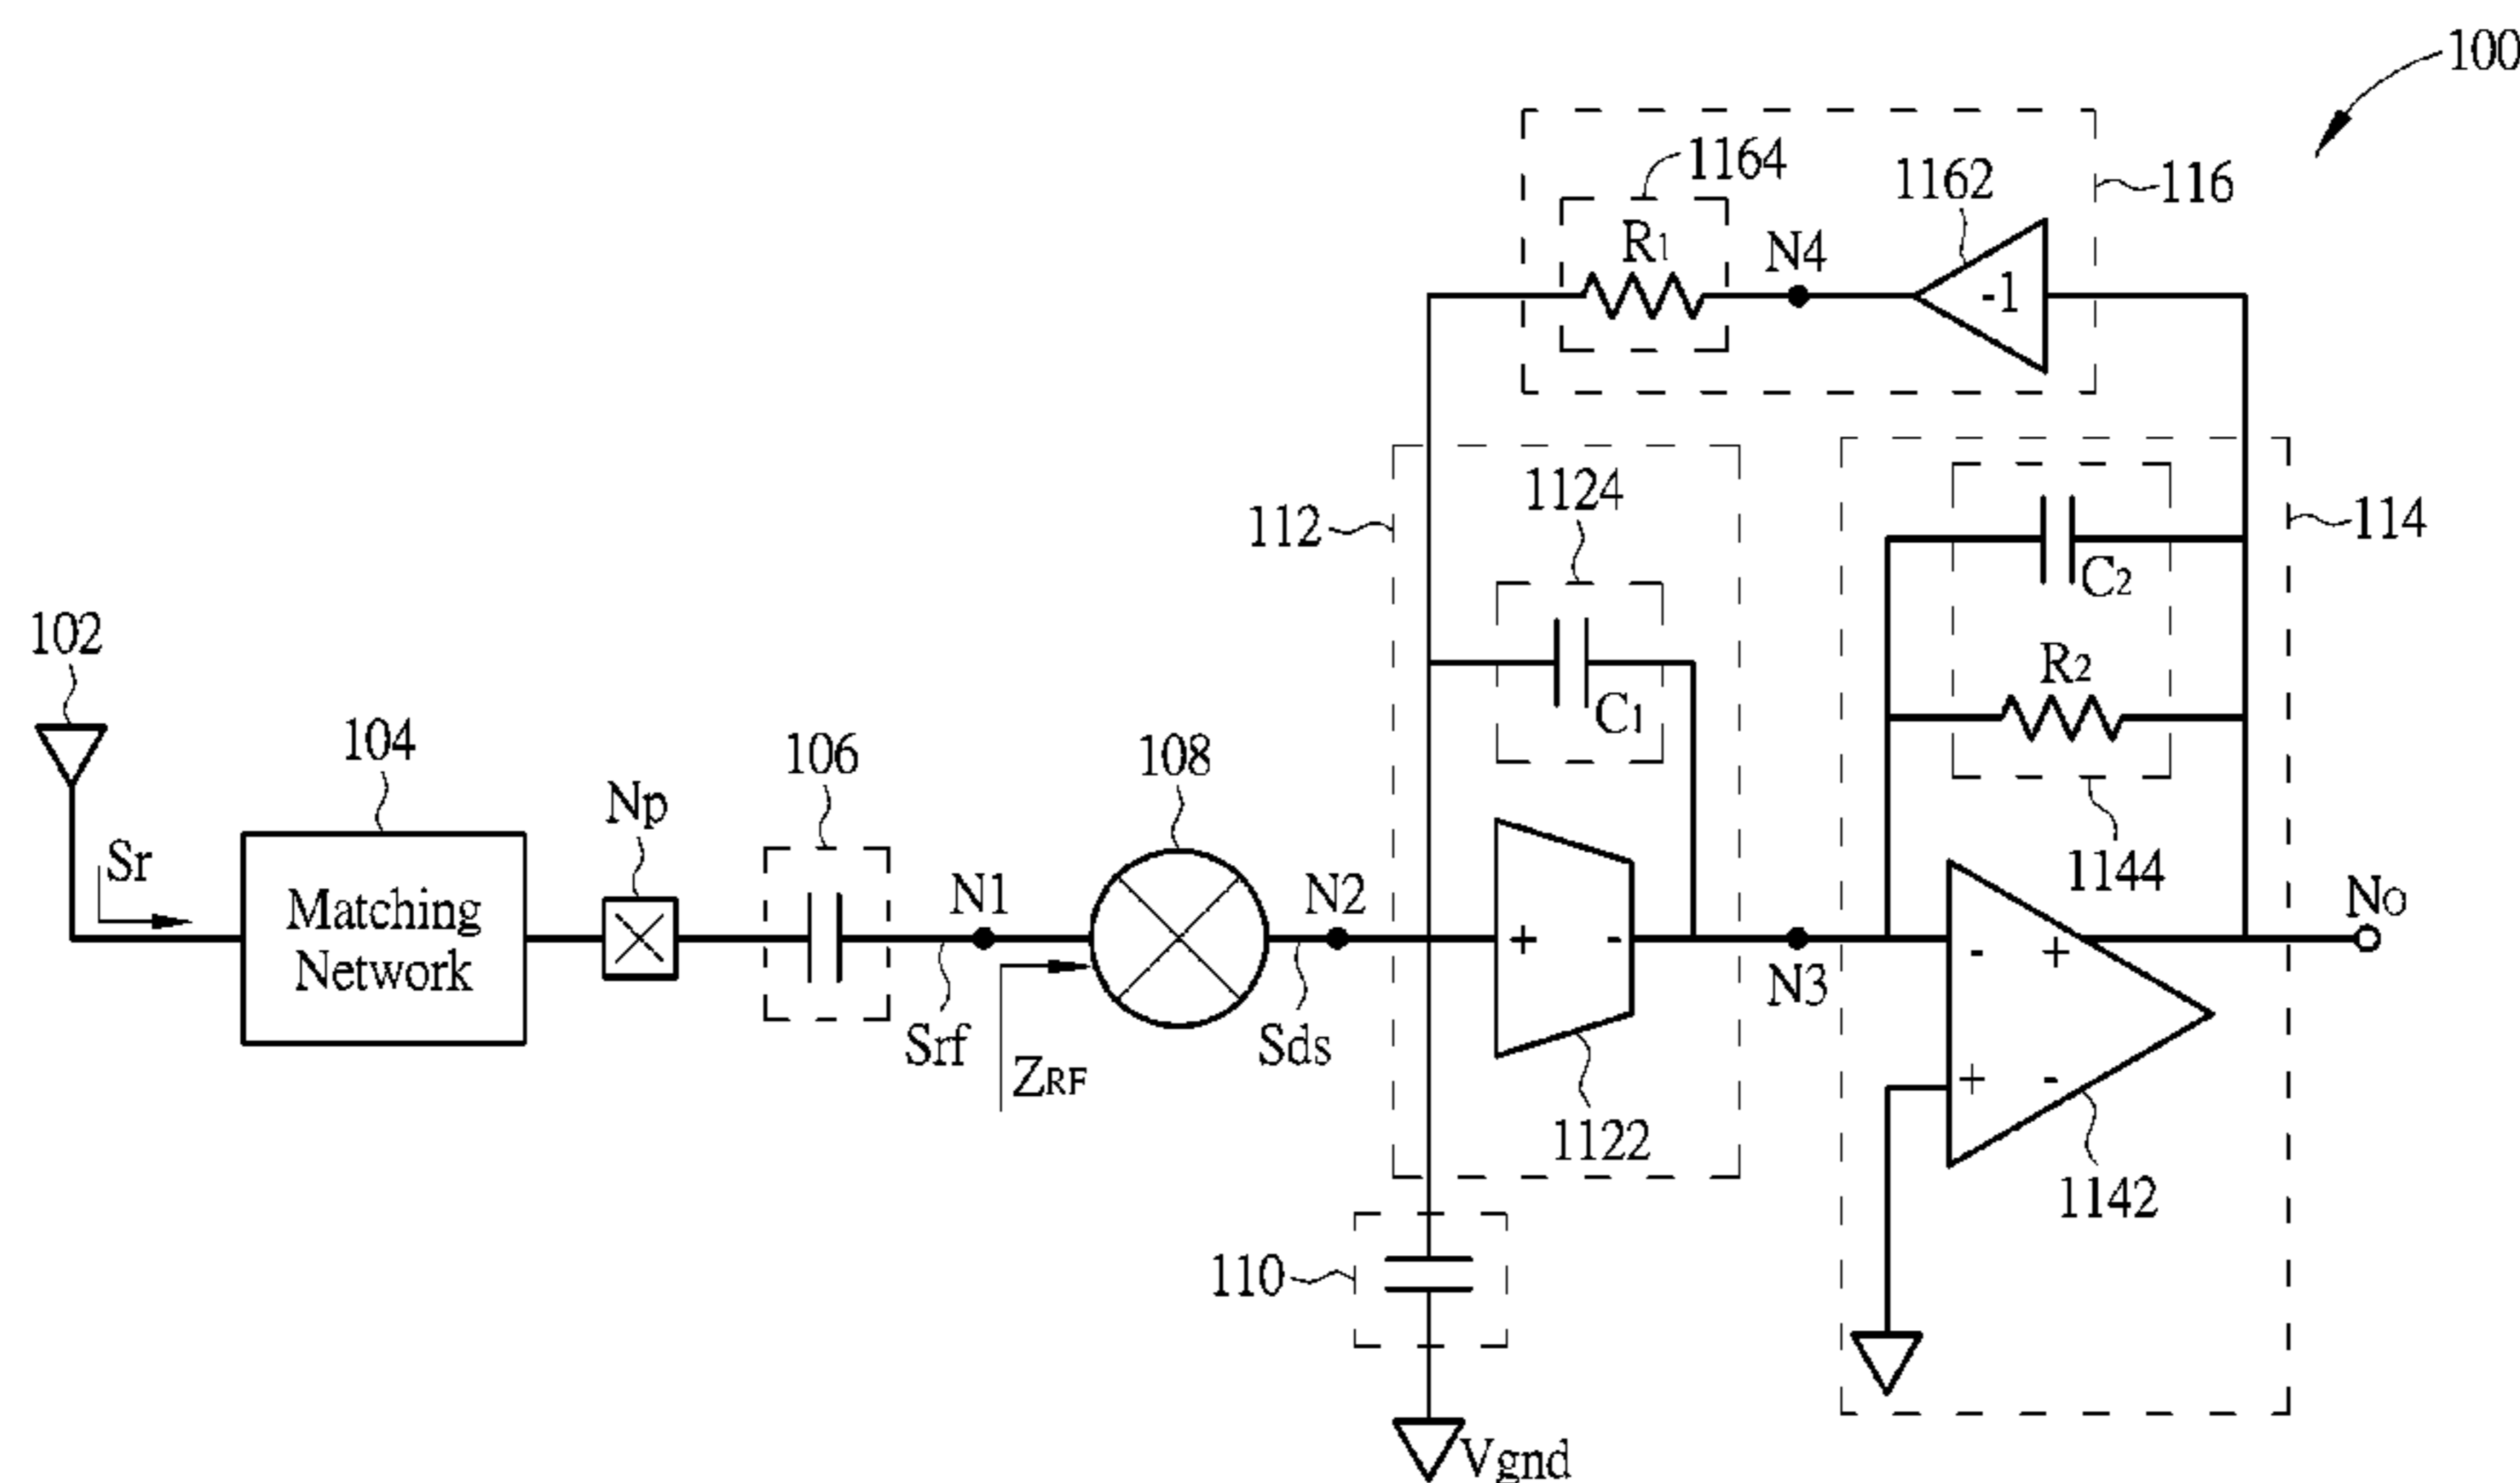 100
1164
1162
116
R1
N4
-1
112
1124
114
C2
102
R2
C1
104
106
108
Np
Sr
1144
Matching
Network
N1
N2
No
+
-
-
+
N3
Srf
ZRF
Sds
+
-
1122
1142
110
Vgnd